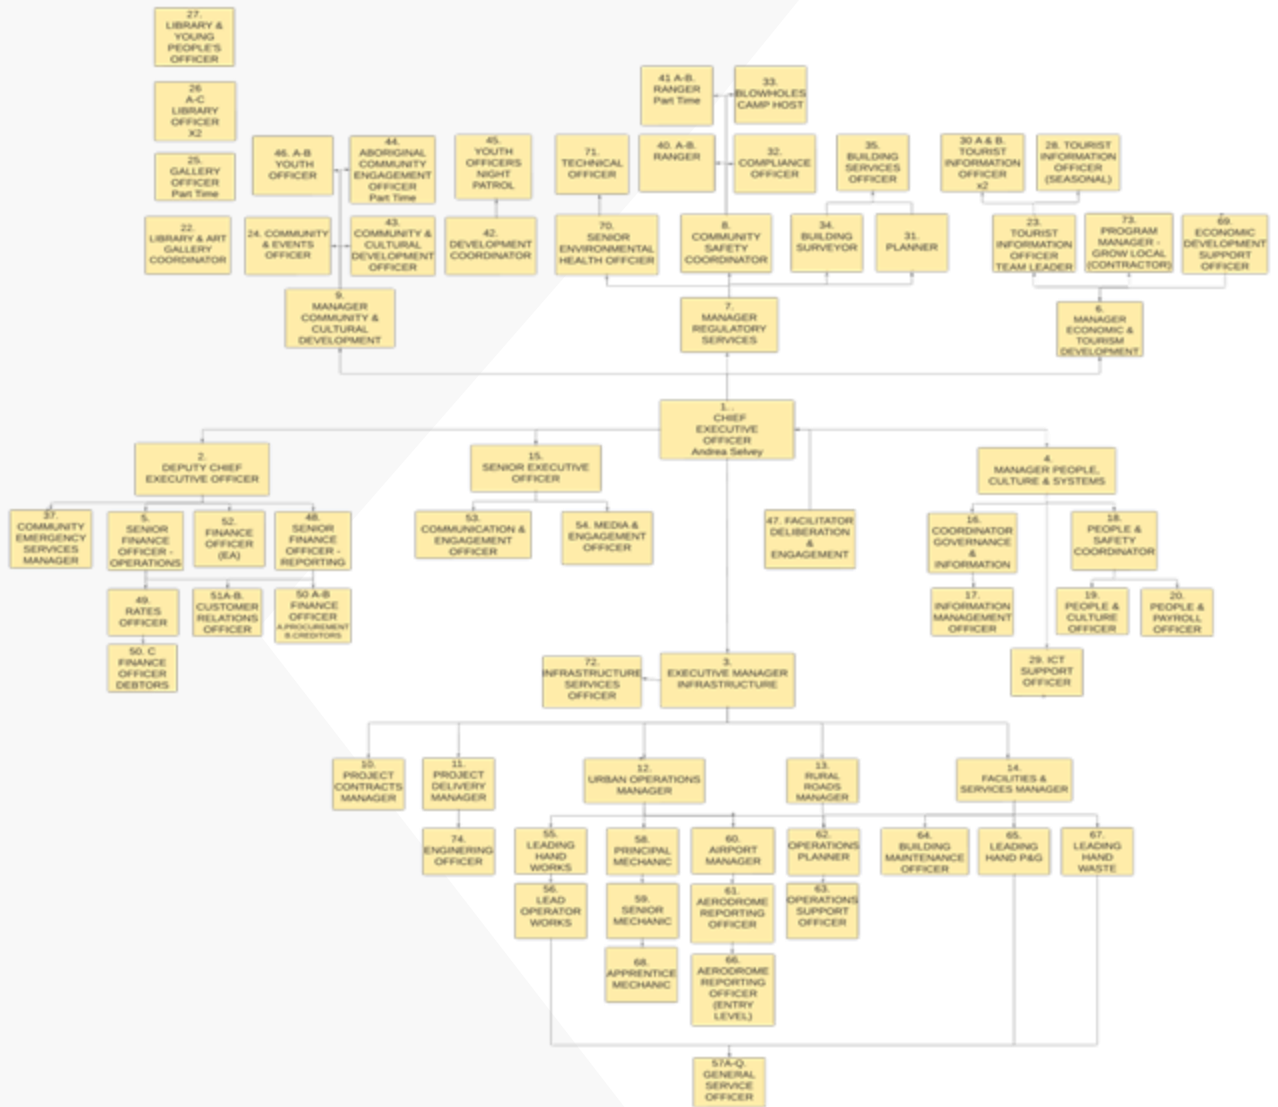 27.
LIBRARY &
YOUNG
PEOPLE'S
OFFICER
26
A-C
LIBRARY
OFFICER
X2
25.
GALLERY
OFFICER
Part Time
22.
LIBRARY & ART
GALLERY
COORDINATOR
46. A-B
YOUTH
OFFICER
24. COMMUNITY
& EVENTS
OFFICER
44.
ABORIGINAL
COMMUNITY
ENGAGEMENT
OFFICER
Part Time
43.
COMMUNITY &
CULTURAL
DEVELOPMENT
OFFICER
45.
YOUTH
OFFICERS
NIGHT
PATROL
42.
DEVELOPMENT
COORDINATOR
9.
MANAGER
COMMUNITY &
CULTURAL
DEVELOPMENT
41 A-B.
RANGER
Part Time
33.
BLOWHOLES
CAMP HOST
40. A-B.
RANGER
32.
COMPLIANCE
OFFICER
71.
TECHNICAL
OFFICER
70.
SENIOR
ENVIRONMENTAL
HEALTH OFFCIER
8.
COMMUNITY
SAFETY
COORDINATOR
35.
BUILDING
SERVICES
OFFICER
34.
BUILDING
SURVEYOR
31.
PLANNER
7.
MANAGER
REGULATORY
SERVICES
30 A & B.
TOURIST
INFORMATION
OFFICER
x2
28. TOURIST
INFORMATION
OFFICER
(SEASONAL)
23.
TOURIST
INFORMATION
OFFICER
TEAM LEADER
73.
PROGRAM
MANAGER -
GROW LOCAL
(CONTRACTOR)
69.
ECONOMIC
DEVELOPMENT
SUPPORT
OFFICER
6.
MANAGER
ECONOMIC &
TOURISM
DEVELOPMENT
1..
CHIEF
EXECUTIVE
OFFICER
Andrea Selvey
2.
DEPUTY CHIEF
EXECUTIVE OFFICER
15.
SENIOR EXECUTIVE
OFFICER
4.
MANAGER PEOPLE,
CULTURE & SYSTEMS
37.
COMMUNITY
EMERGENCY
SERVICES
MANAGER
5.
SENIOR
FINANCE
OFFICER -
OPERATIONS
52.
FINANCE
OFFICER
(EA)
48.
SENIOR
FINANCE
OFFICER -
REPORTING
53.
COMMUNICATION &
ENGAGEMENT
OFFICER
54. MEDIA &
ENGAGEMENT
OFFICER
47. FACILITATOR
DELIBERATION
&
ENGAGEMENT
16.
COORDINATOR
GOVERNANCE
&
INFORMATION
18.
PEOPLE &
SAFETY
COORDINATOR
49.
RATES
OFFICER
51A-B.
CUSTOMER
RELATIONS
OFFICER
50 A-B
FINANCE
OFFICER
A.PROCUREMENT
B.CREDITORS
17.
INFORMATION
MANAGEMENT
OFFICER
19.
PEOPLE &
CULTURE
OFFICER
20.
PEOPLE &
PAYROLL
OFFICER
50. C
FINANCE
OFFICER
DEBTORS
29. ICT
SUPPORT
OFFICER
72.
INFRASTRUCTURE
SERVICES
OFFICER
3.
EXECUTIVE MANAGER
INFRASTRUCTURE
10.
PROJECT
CONTRACTS
MANAGER
11.
PROJECT
DELIVERY
MANAGER
12.
URBAN OPERATIONS
MANAGER
13.
RURAL
ROADS
MANAGER
14.
FACILITIES &
SERVICES MANAGER
74.
ENGINERING
OFFICER
55.
LEADING
HAND
WORKS
58.
PRINCIPAL
MECHANIC
60.
AIRPORT
MANAGER
62.
OPERATIONS
PLANNER
64.
BUILDING
MAINTENANCE
OFFICER
65.
LEADING
HAND P&G
67.
LEADING
HAND
WASTE
56.
LEAD
OPERATOR
WORKS
59.
SENIOR
MECHANIC
61.
AERODROME
REPORTING
OFFICER
63.
OPERATIONS
SUPPORT
OFFICER
68.
APPRENTICE
MECHANIC
66.
AERODROME
REPORTING
OFFICER
(ENTRY
LEVEL)
57A-Q.
GENERAL
SERVICE
OFFICER